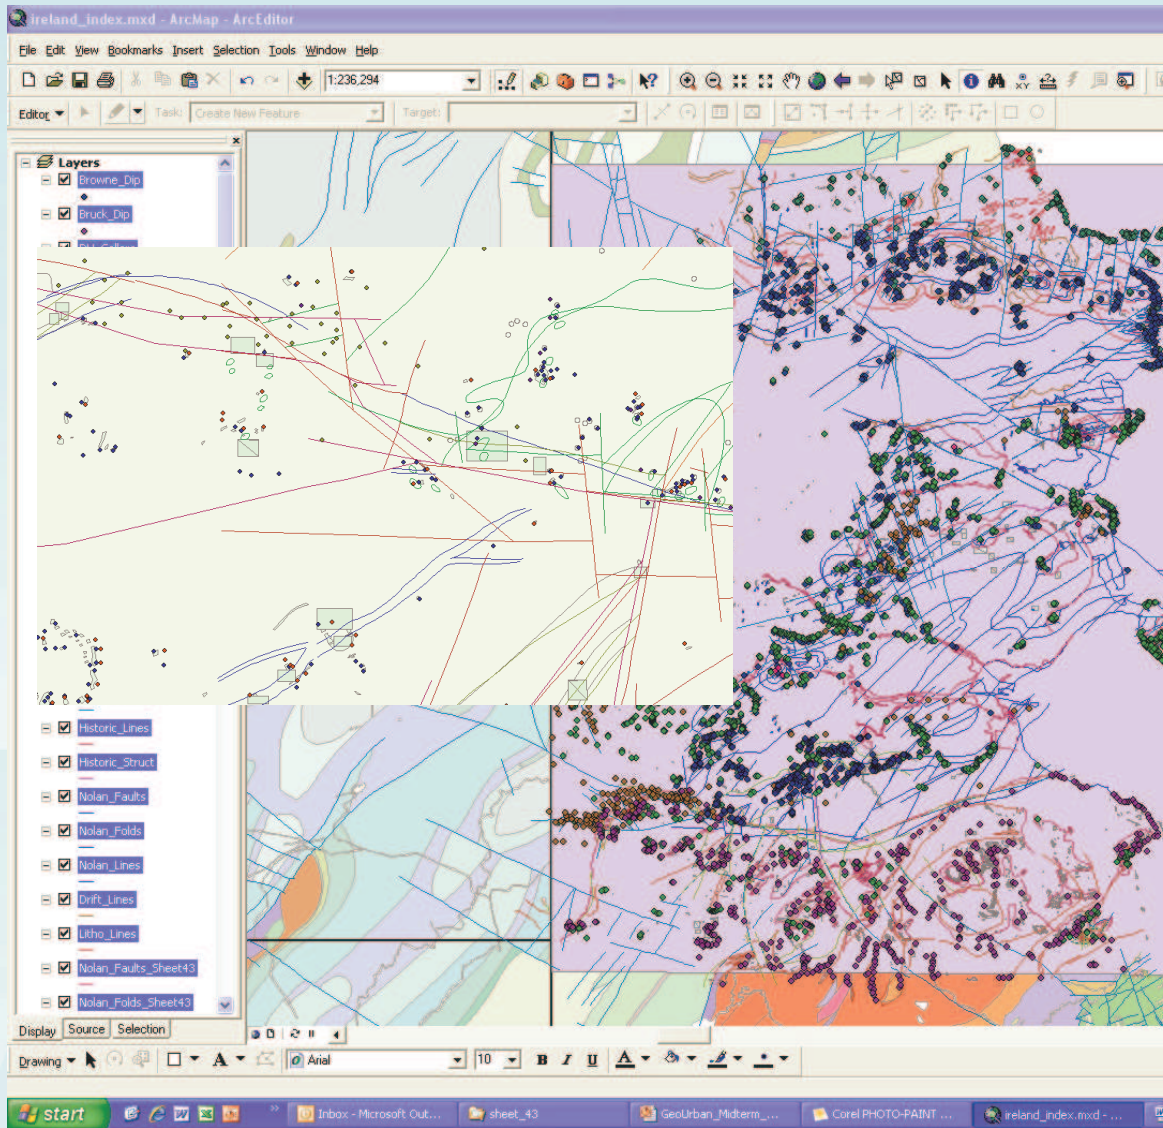 ireland_index.mxd - ArcMap - ArcEditor
File Edit View Bookmarks Insert Selection Tools Window Help
1:236,294
Editor Task: Create New Feature Target:
Layers
Browne_Dip
Bruck_Dip
Historic_Lines
Historic_Struct
Nolan_Faults
Nolan_Folds
Nolan_Lines
Drift_Lines
Litho_Lines
Nolan_Faults_Sheet43
Nolan_Folds_Sheet43
Display Source Selection
Drawing A Arial 10 B I U A
start Inbox - Microsoft Out... sheet_43 GeoUrban_Midterm_... Corel PHOTO-PAINT ... ireland_index.mxd - ...